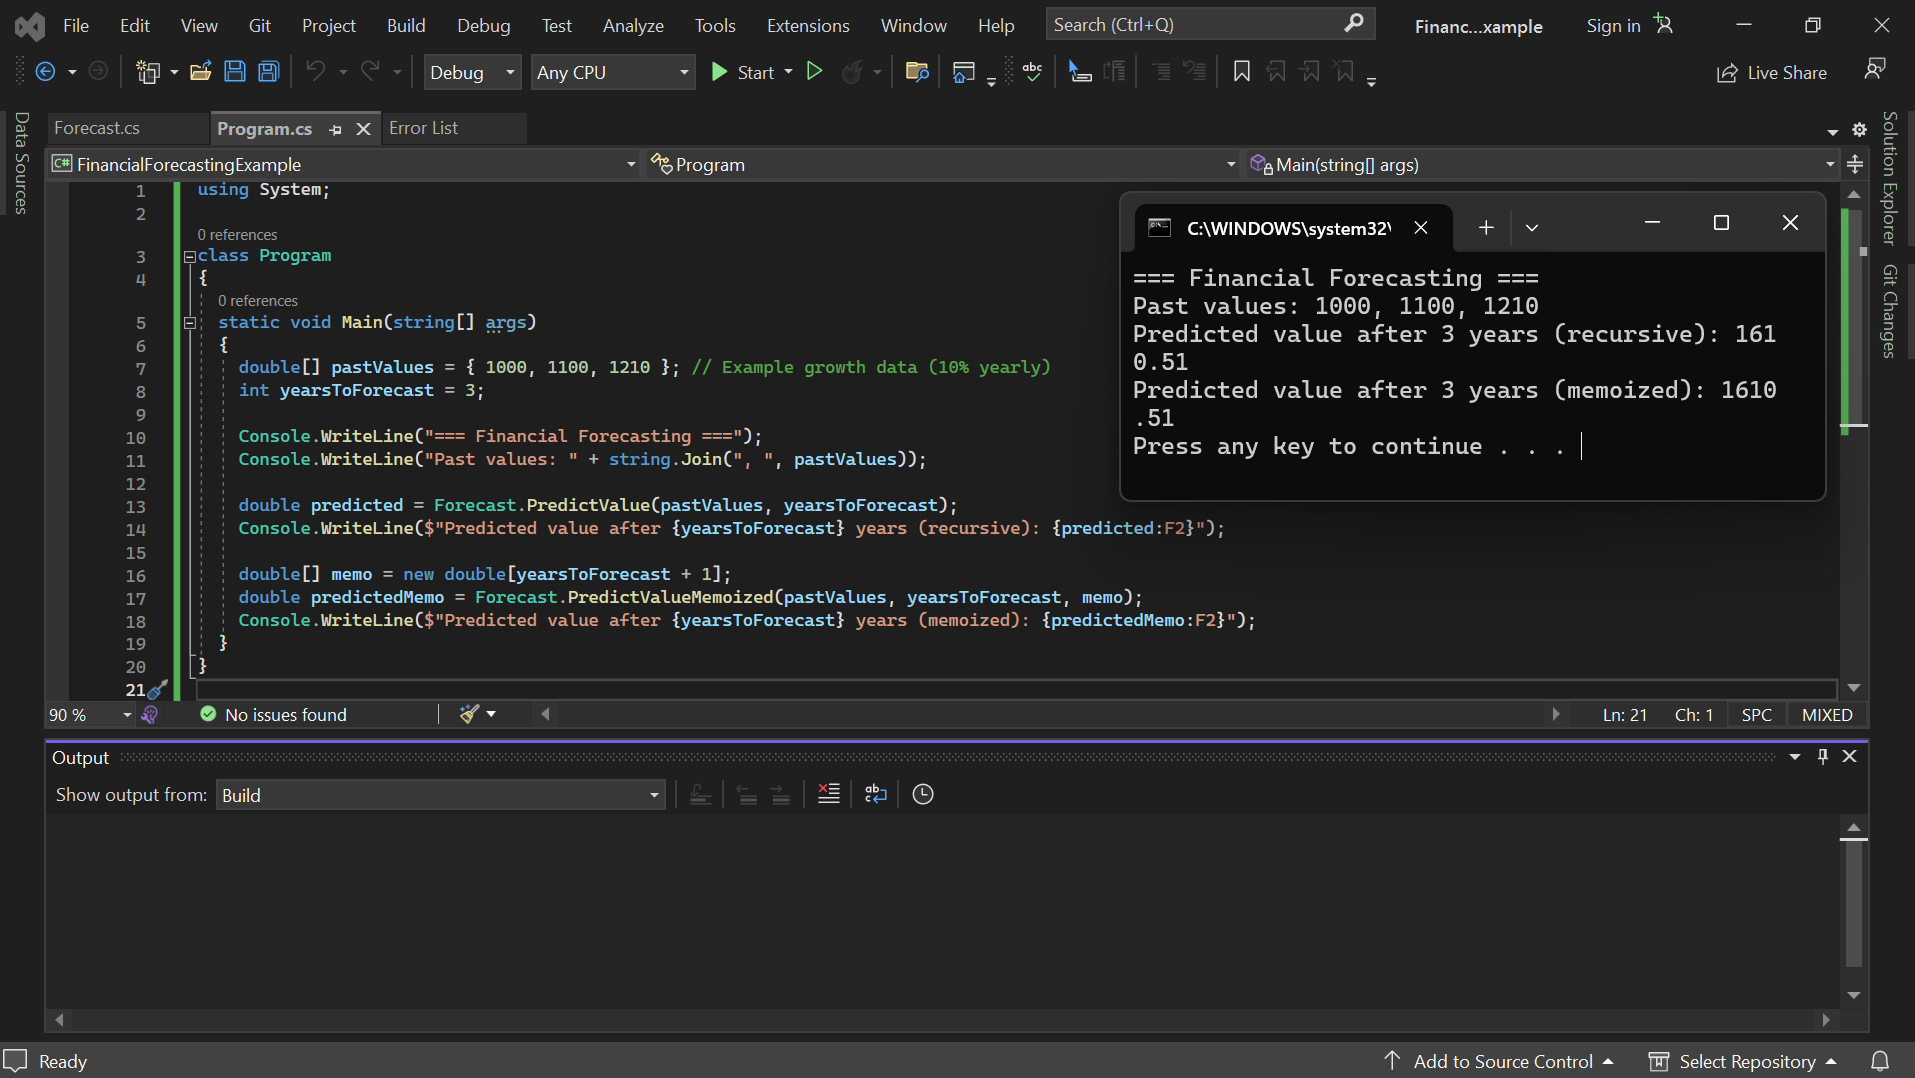 File Edit View Git Project Build Debug Test Analyze Tools Extensions Window Help Search (Ctrl+Q) Financ...xample Sign in
Debug Any CPU Start Live Share
Data Sources
Forecast.cs Program.cs Error List
FinancialForecastingExample Program Main(string[] args)
Solution Explorer
Git Changes
1 using System;
2
0 references
3 class Program
4 {
0 references
5 static void Main(string[] args)
6 {
7 double[] pastValues = { 1000, 1100, 1210 }; // Example growth data (10% yearly)
8 int yearsToForecast = 3;
9
10 Console.WriteLine("=== Financial Forecasting ===");
11 Console.WriteLine("Past values: " + string.Join(", ", pastValues));
12
13 double predicted = Forecast.PredictValue(pastValues, yearsToForecast);
14 Console.WriteLine($"Predicted value after {yearsToForecast} years (recursive): {predicted:F2}");
15
16 double[] memo = new double[yearsToForecast + 1];
17 double predictedMemo = Forecast.PredictValueMemoized(pastValues, yearsToForecast, memo);
18 Console.WriteLine($"Predicted value after {yearsToForecast} years (memoized): {predictedMemo:F2}");
19 }
20 }
21
C:\WINDOWS\system32\
=== Financial Forecasting ===
Past values: 1000, 1100, 1210
Predicted value after 3 years (recursive): 161
0.51
Predicted value after 3 years (memoized): 1610
.51
Press any key to continue . . .
90 % No issues found Ln: 21 Ch: 1 SPC MIXED
Output
Show output from: Build
Ready Add to Source Control Select Repository